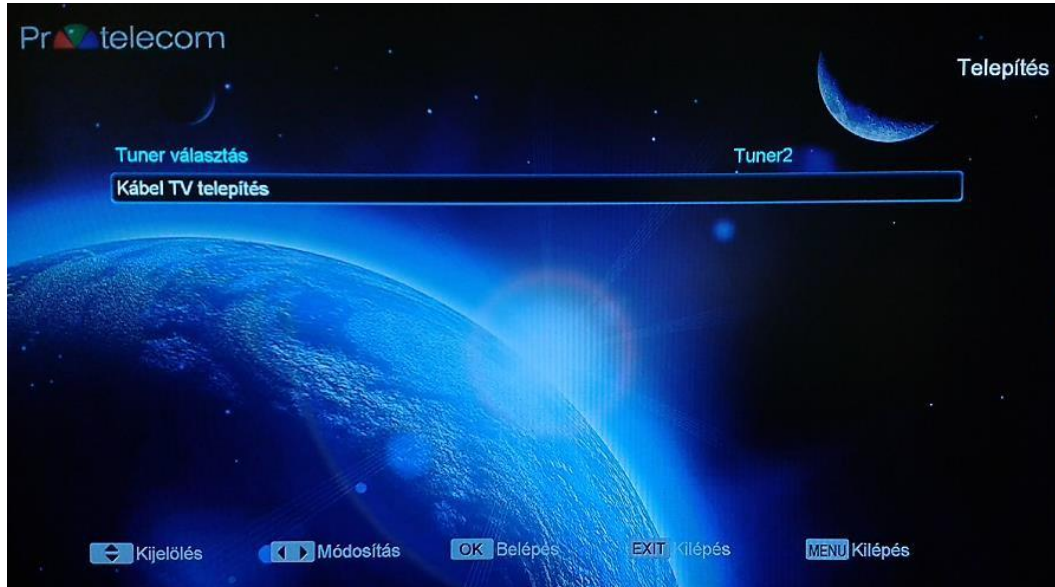 Pr telecom
Telepítés
Tuner választás Tuner2
Kábel TV telepítés
Kijelölés Módosítás OK Belépés EXIT Kilépés MENU Kilépés